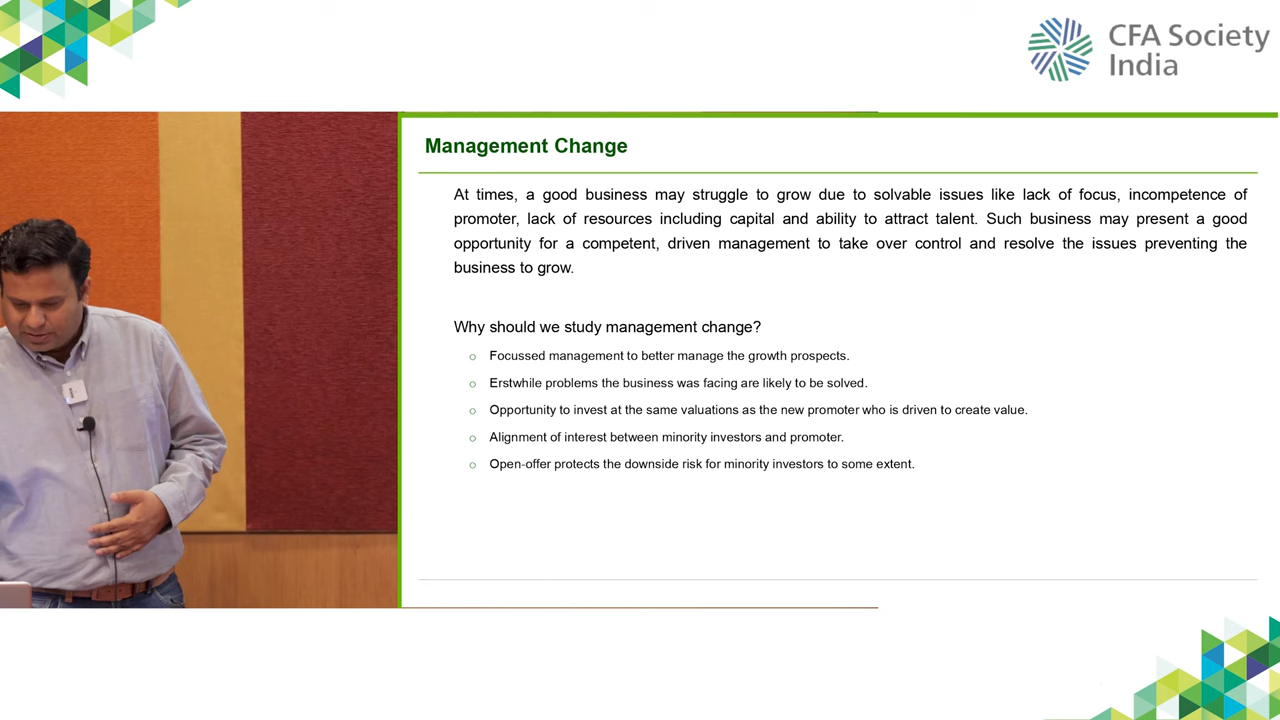 CFA Society
India
Management Change
At times, a good business may struggle to grow due to solvable issues like lack of focus, incompetence of
promoter, lack of resources including capital and ability to attract talent. Such business may present a good
opportunity for a competent, driven management to take over control and resolve the issues preventing the
business to grow.
Why should we study management change?
o Focussed management to better manage the growth prospects.
o Erstwhile problems the business was facing are likely to be solved.
o Opportunity to invest at the same valuations as the new promoter who is driven to create value.
o Alignment of interest between minority investors and promoter.
o Open-offer protects the downside risk for minority investors to some extent.